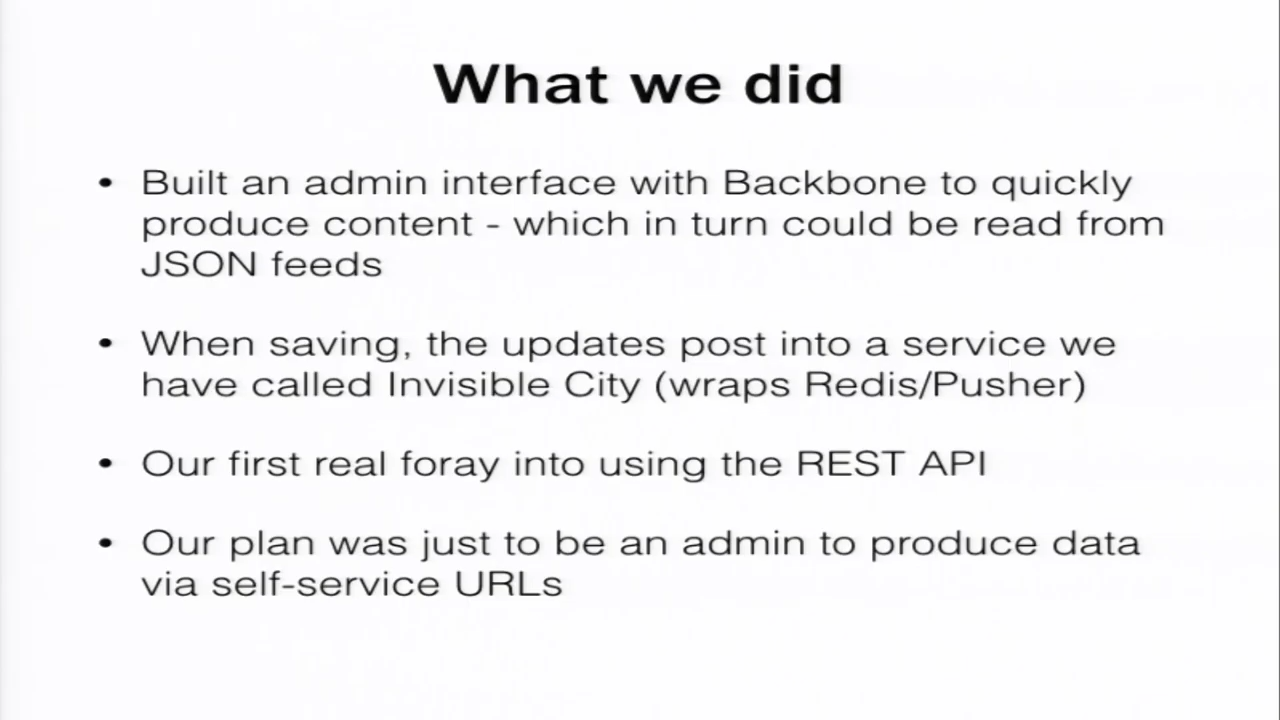 What we did
• Built an admin interface with Backbone to quickly
produce content - which in turn could be read from
JSON feeds
• When saving, the updates post into a service we
have called Invisible City (wraps Redis/Pusher)
• Our first real foray into using the REST API
• Our plan was just to be an admin to produce data
via self-service URLs